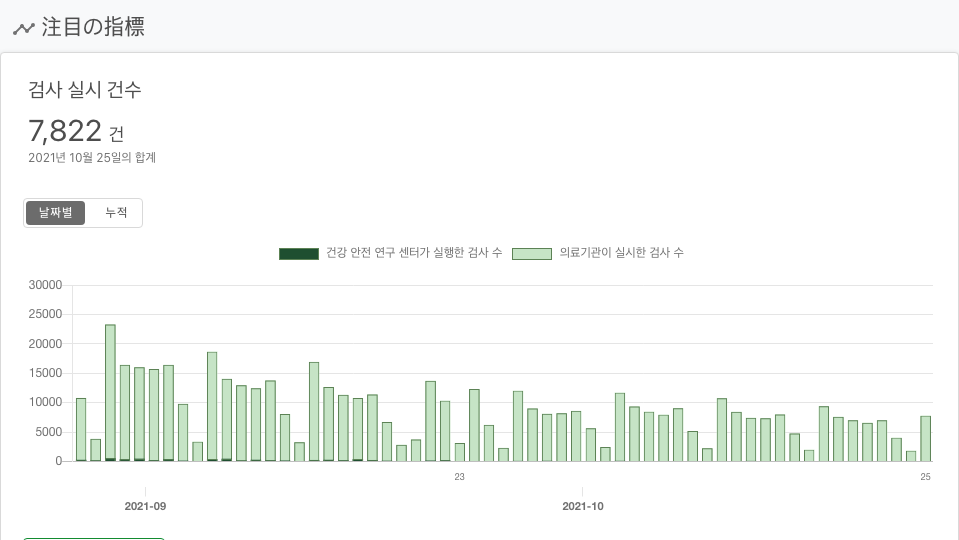 注目の指標
검사 실시 건수
7,822 건
2021년 10월 25일의 합계
날짜별 누적
건강 안전 연구 센터가 실행한 검사 수 의료기관이 실시한 검사 수
30000
25000
20000
15000
10000
5000
0
23 25
2021-09 2021-10